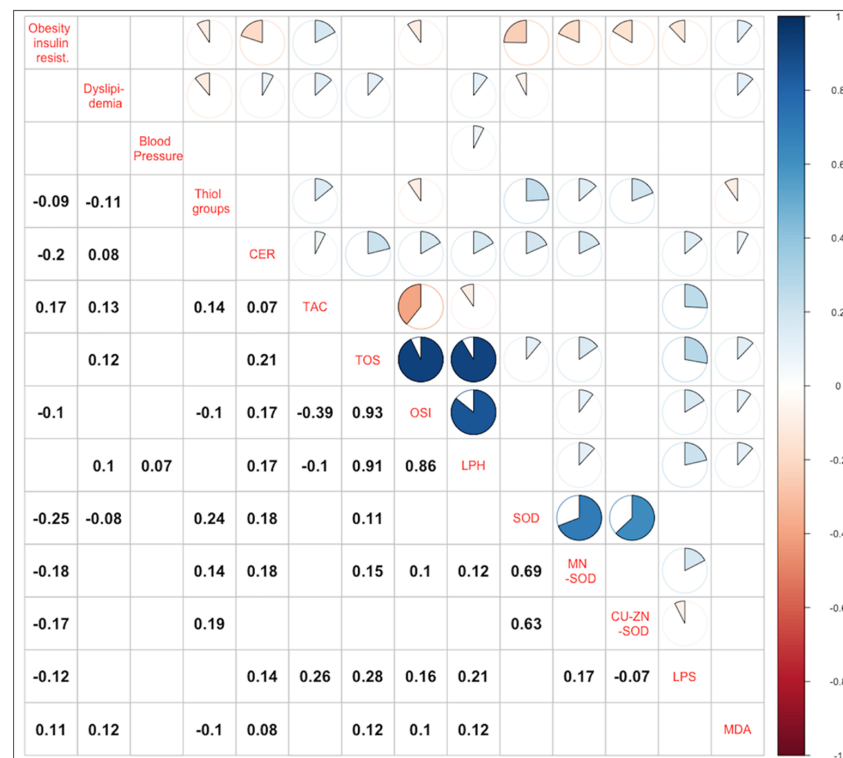 Obesity
insulin
resist.
1
0.8
Dyslipi-
demia
Blood
Pressure
0.6
-0.09 -0.11 Thiol
groups
-0.2 0.08 CER
0.4
0.17 0.13 0.14 0.07 TAC
0.2
0.12 0.21 TOS
0
-0.1 -0.1 0.17 -0.39 0.93 OSI
0.1 0.07 0.17 -0.1 0.91 0.86 LPH
-0.2
-0.25 -0.08 0.24 0.18 0.11 SOD
-0.4
-0.18 0.14 0.18 0.15 0.1 0.12 0.69 MN
-SOD
-0.17 0.19 0.63 CU-ZN
-SOD
-0.6
-0.12 0.14 0.26 0.28 0.16 0.21 0.17 -0.07 LPS
-0.8
0.11 0.12 -0.1 0.08 0.12 0.1 0.12 MDA
-1